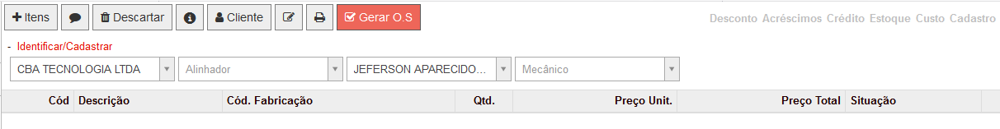 Itens Descartar Cliente Gerar O.S Desconto Acréscimos Crédito Estoque Custo Cadastro
- Identificar/Cadastrar
CBA TECNOLOGIA LTDA Alinhador JEFERSON APARECIDO... Mecânico
Cód Descrição Cód. Fabricação Qtd. Preço Unit. Preço Total Situação